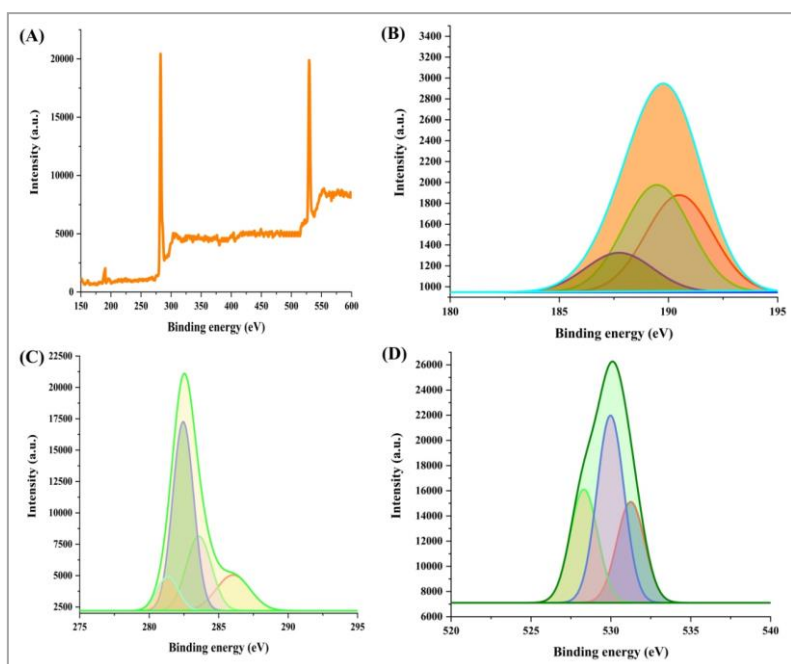 (A)
Intensity (a.u.)
20000
15000
10000
5000
0
150 200 250 300 350 400 450 500 550 600
Binding energy (eV)
(B)
Intensity (a.u.)
3400
3200
3000
2800
2600
2400
2200
2000
1800
1600
1400
1200
1000
180 185 190 195
Binding energy (eV)
(C)
Intensity (a.u.)
22500
20000
17500
15000
12500
10000
7500
5000
2500
275 280 285 290 295
Binding energy (eV)
(D)
Intensity (a.u.)
26000
24000
22000
20000
18000
16000
14000
12000
10000
8000
6000
520 525 530 535 540
Binding energy (eV)